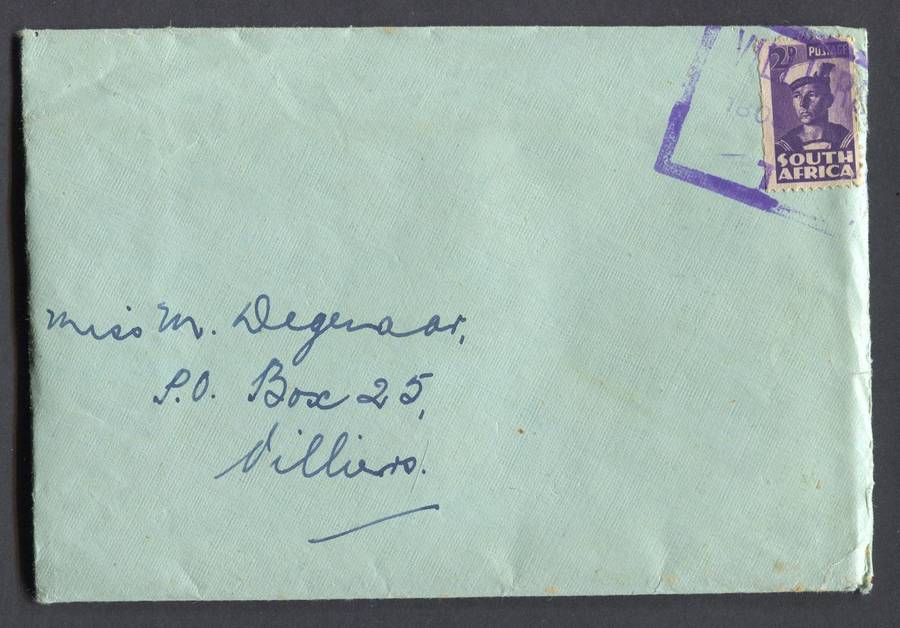 2D POSTAGE
SOUTH
AFRICA
Miss M. Degenaar,
P.O. Box 25,
Villiers.